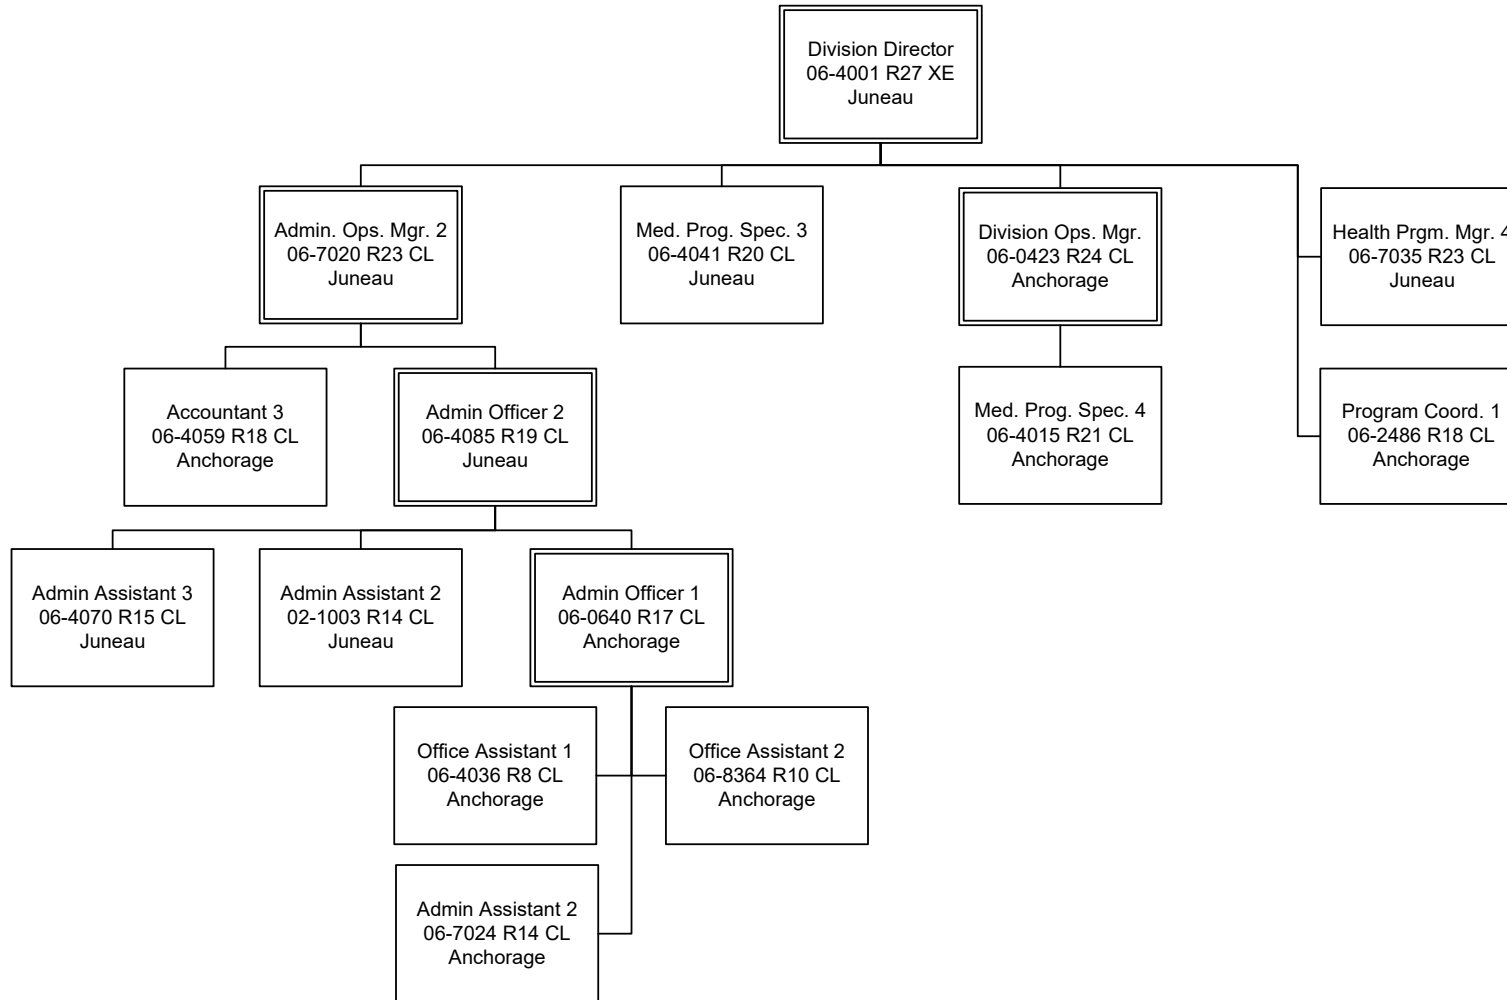 Division Director
06-4001 R27 XE
Juneau
Admin. Ops. Mgr. 2
06-7020 R23 CL
Juneau
Med. Prog. Spec. 3
06-4041 R20 CL
Juneau
Division Ops. Mgr.
06-0423 R24 CL
Anchorage
Health Prgm. Mgr. 4
06-7035 R23 CL
Juneau
Accountant 3
06-4059 R18 CL
Anchorage
Admin Officer 2
06-4085 R19 CL
Juneau
Med. Prog. Spec. 4
06-4015 R21 CL
Anchorage
Program Coord. 1
06-2486 R18 CL
Anchorage
Admin Assistant 3
06-4070 R15 CL
Juneau
Admin Assistant 2
02-1003 R14 CL
Juneau
Admin Officer 1
06-0640 R17 CL
Anchorage
Office Assistant 1
06-4036 R8 CL
Anchorage
Office Assistant 2
06-8364 R10 CL
Anchorage
Admin Assistant 2
06-7024 R14 CL
Anchorage